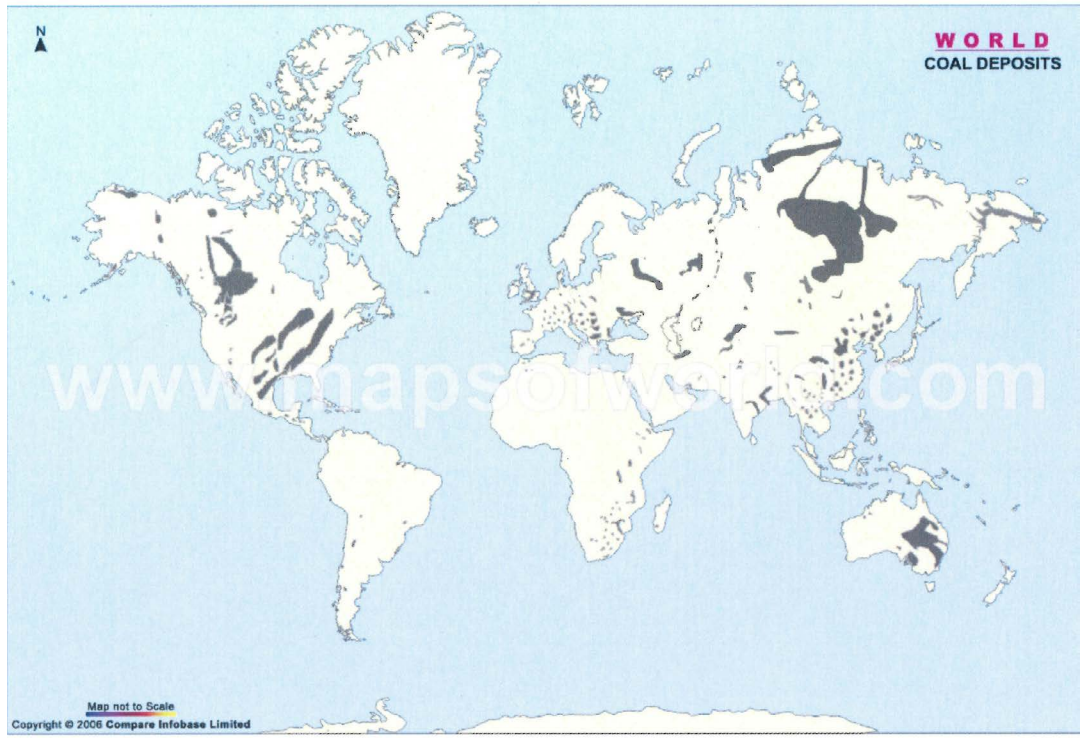 N
WORLD
COAL DEPOSITS
www.mapsofworld.com
Map not to Scale
Copyright © 2006 Compare Infobase Limited